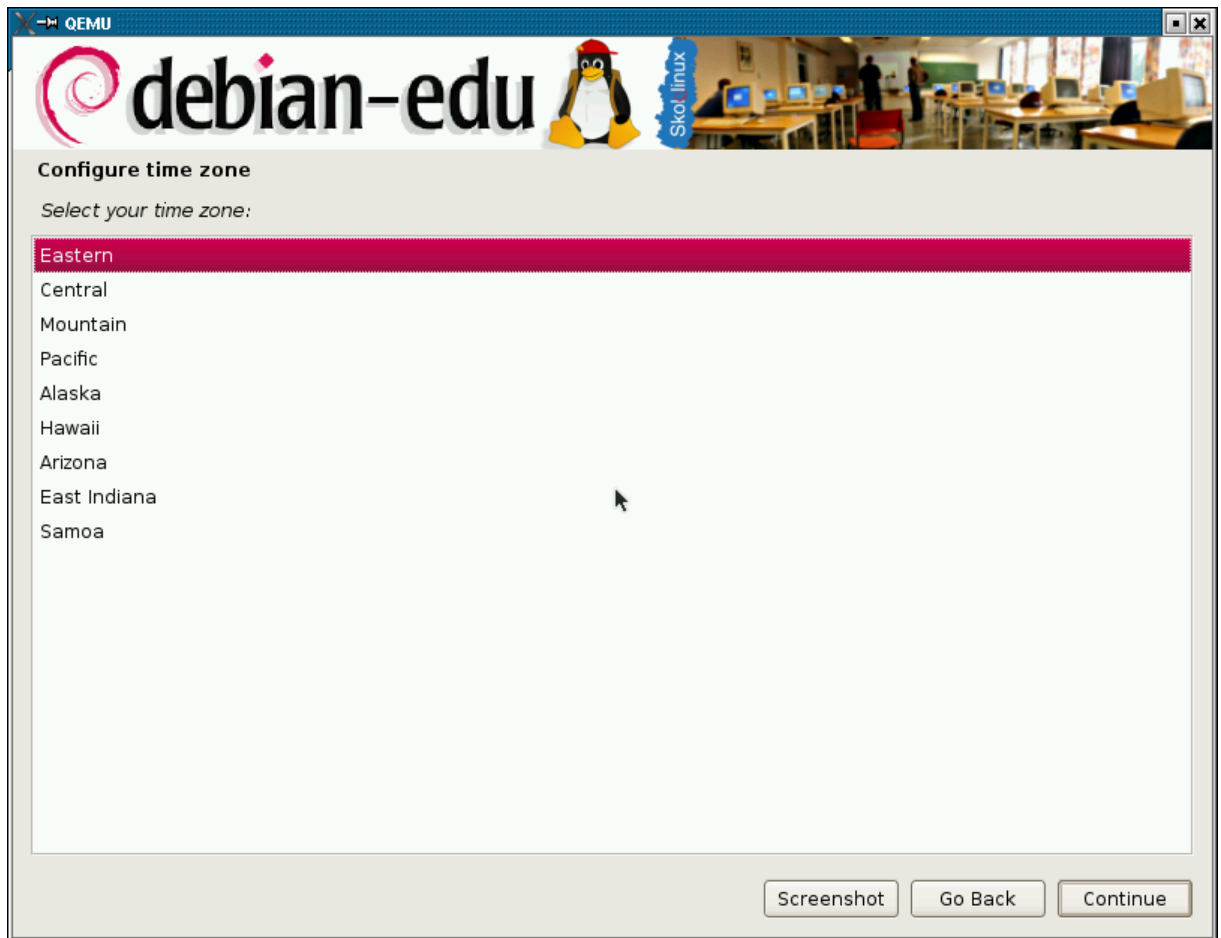 QEMU
debian-edu
Skolelinux
Configure time zone
Select your time zone:
Eastern
Central
Mountain
Pacific
Alaska
Hawaii
Arizona
East Indiana
Samoa
Screenshot Go Back Continue